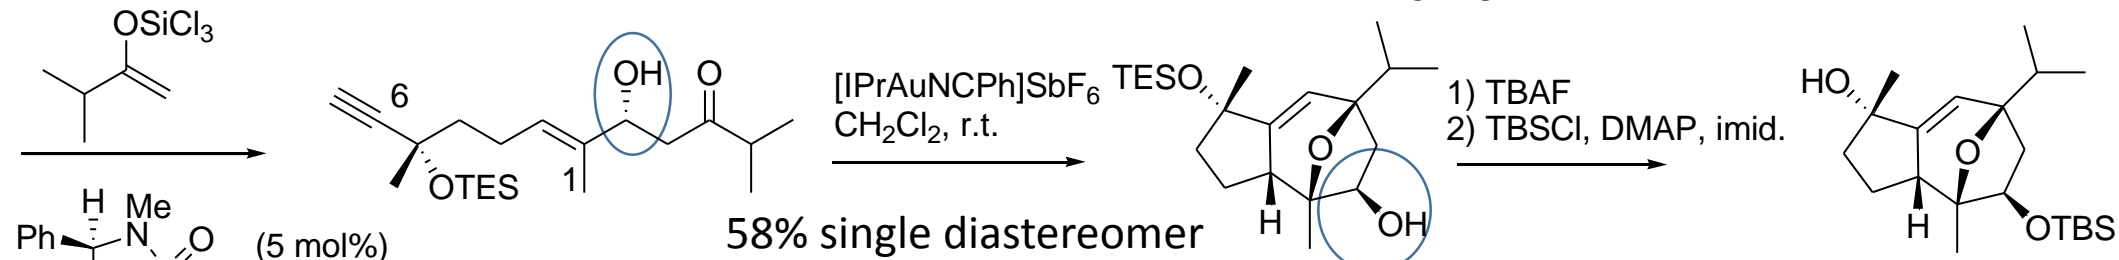 OSiCl3
H
Me
N
O
Ph
(5 mol%)
6
OH
O
1
OTES
[IPrAuNCPh]SbF6
CH2Cl2, r.t.
58% single diastereomer
TESO
O
H
OH
1) TBAF
2) TBSCl, DMAP, imid.
HO
O
H
OTBS